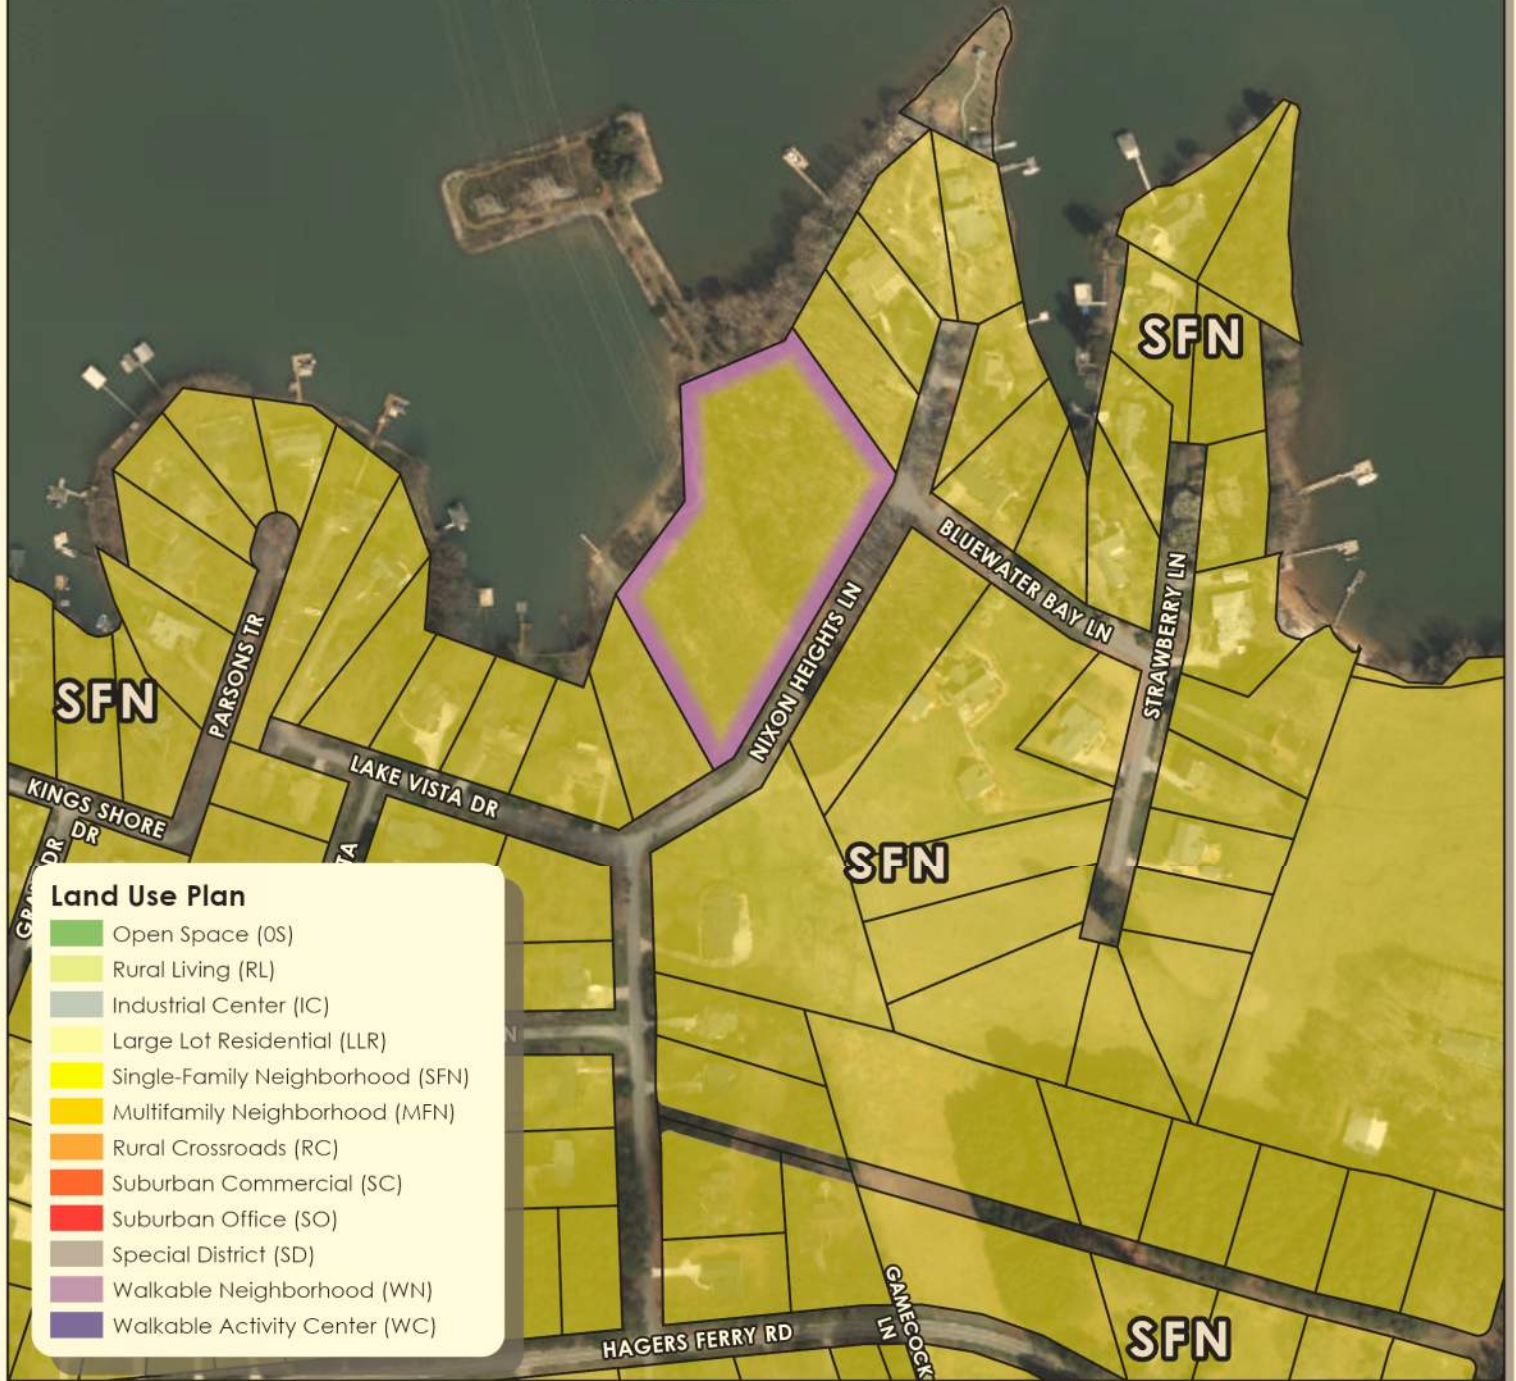 SFN
BLUEWATER BAY LN
STRAWBERRY LN
NIXON HEIGHTS LN
PARSONS TR
SFN
LAKE VISTA DR
KINGS SHORE
DR
DR
TA
SFN
Land Use Plan
Open Space (0S)
Rural Living (RL)
Industrial Center (IC)
Large Lot Residential (LLR)
Single-Family Neighborhood (SFN)
Multifamily Neighborhood (MFN)
Rural Crossroads (RC)
Suburban Commercial (SC)
Suburban Office (SO)
Special District (SD)
Walkable Neighborhood (WN)
Walkable Activity Center (WC)
N
GAMECOCK
LN
HAGERS FERRY RD
SFN